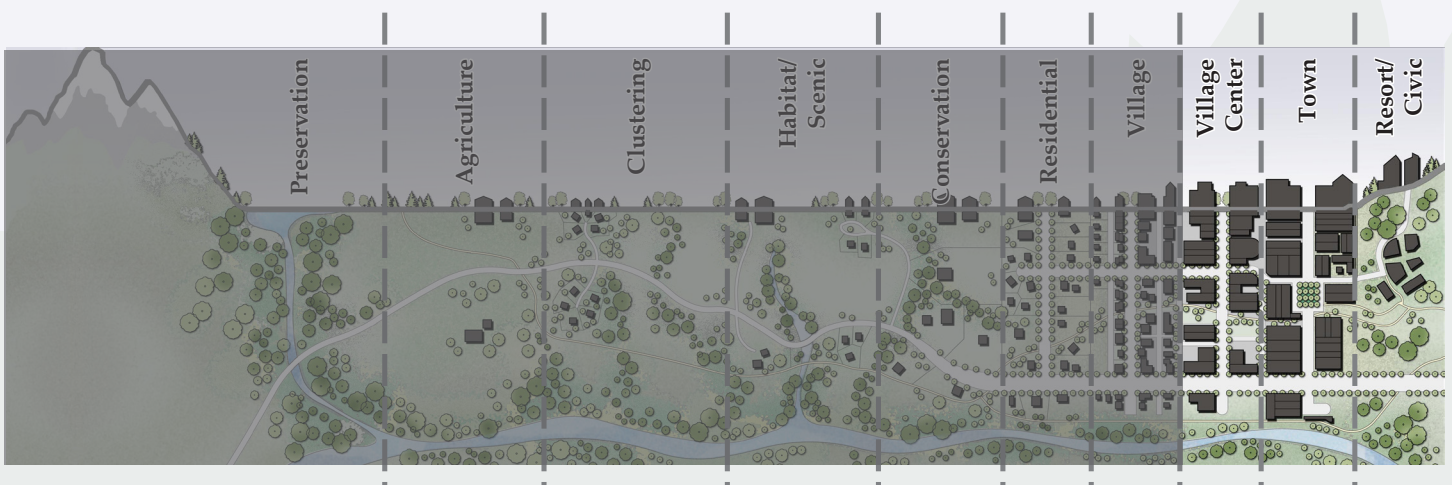 Preservation
Agriculture
Clustering
Habitat/
Scenic
Conservation
Residential
Village
Village
Center
Town
Resort/
Civic